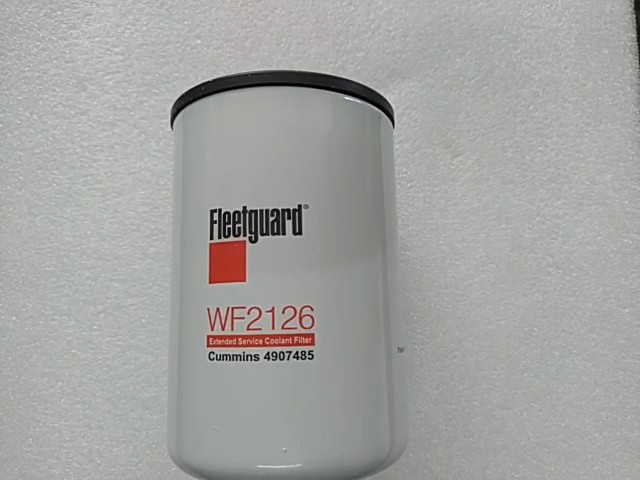 Fleetguard®
WF2126
Extended Service Coolant Filter
Cummins 4907485